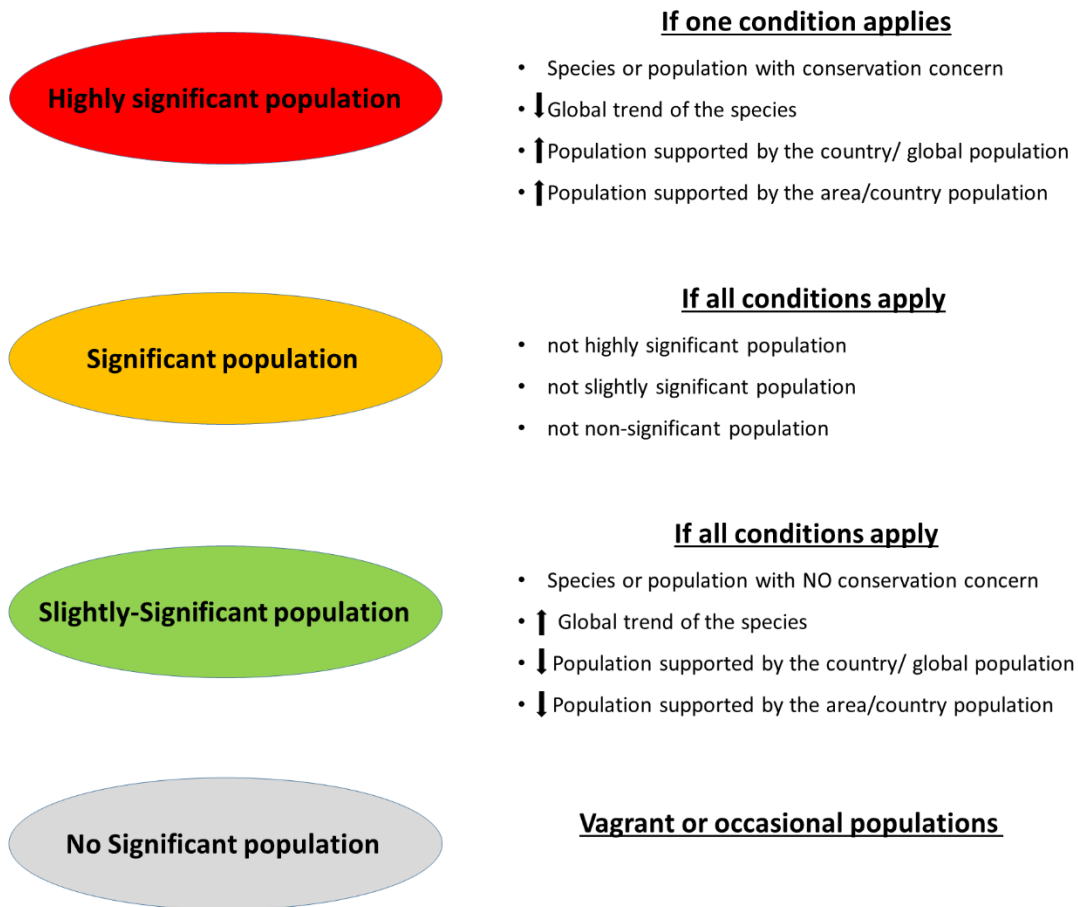 If one condition applies
Highly significant population
• Species or population with conservation concern
• ⬇Global trend of the species
• ⬆Population supported by the country/ global population
• ⬆Population supported by the area/country population
If all conditions apply
Significant population
• not highly significant population
• not slightly significant population
• not non-significant population
If all conditions apply
Slightly-Significant population
• Species or population with NO conservation concern
• ⬆ Global trend of the species
• ⬇Population supported by the country/ global population
• ⬇Population supported by the area/country population
No Significant population
Vagrant or occasional populations